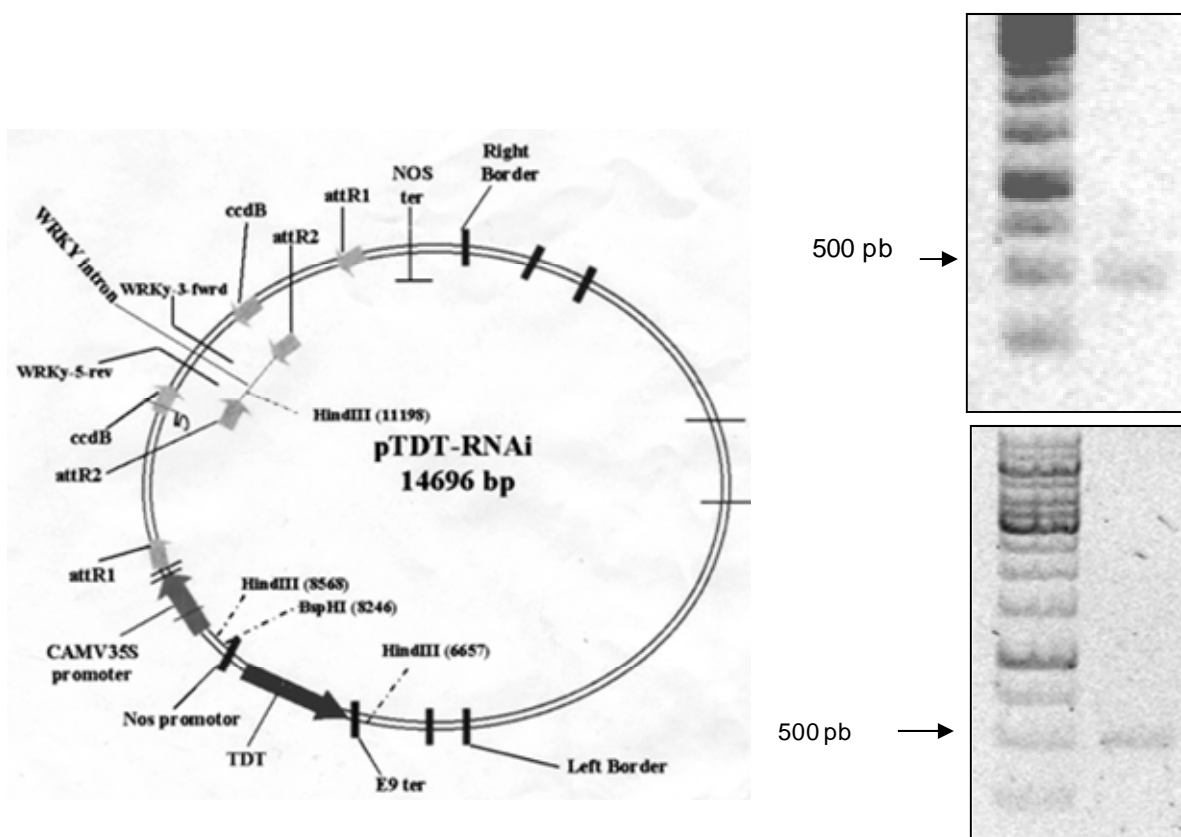 Right
Border
NOS
ter
attR1
ccdB
attR2
WRKY intron
WRKy-3-fwrd
WRKy-5-rev
HindIII (11198)
ccdB
attR2
pTDT-RNAi
14696 bp
attR1
HindIII (8568)
BspHI (8246)
CAMV35S
promoter
HindIII (6657)
Nos promotor
TDT
E9 ter
Left Border
500 pb
500 pb